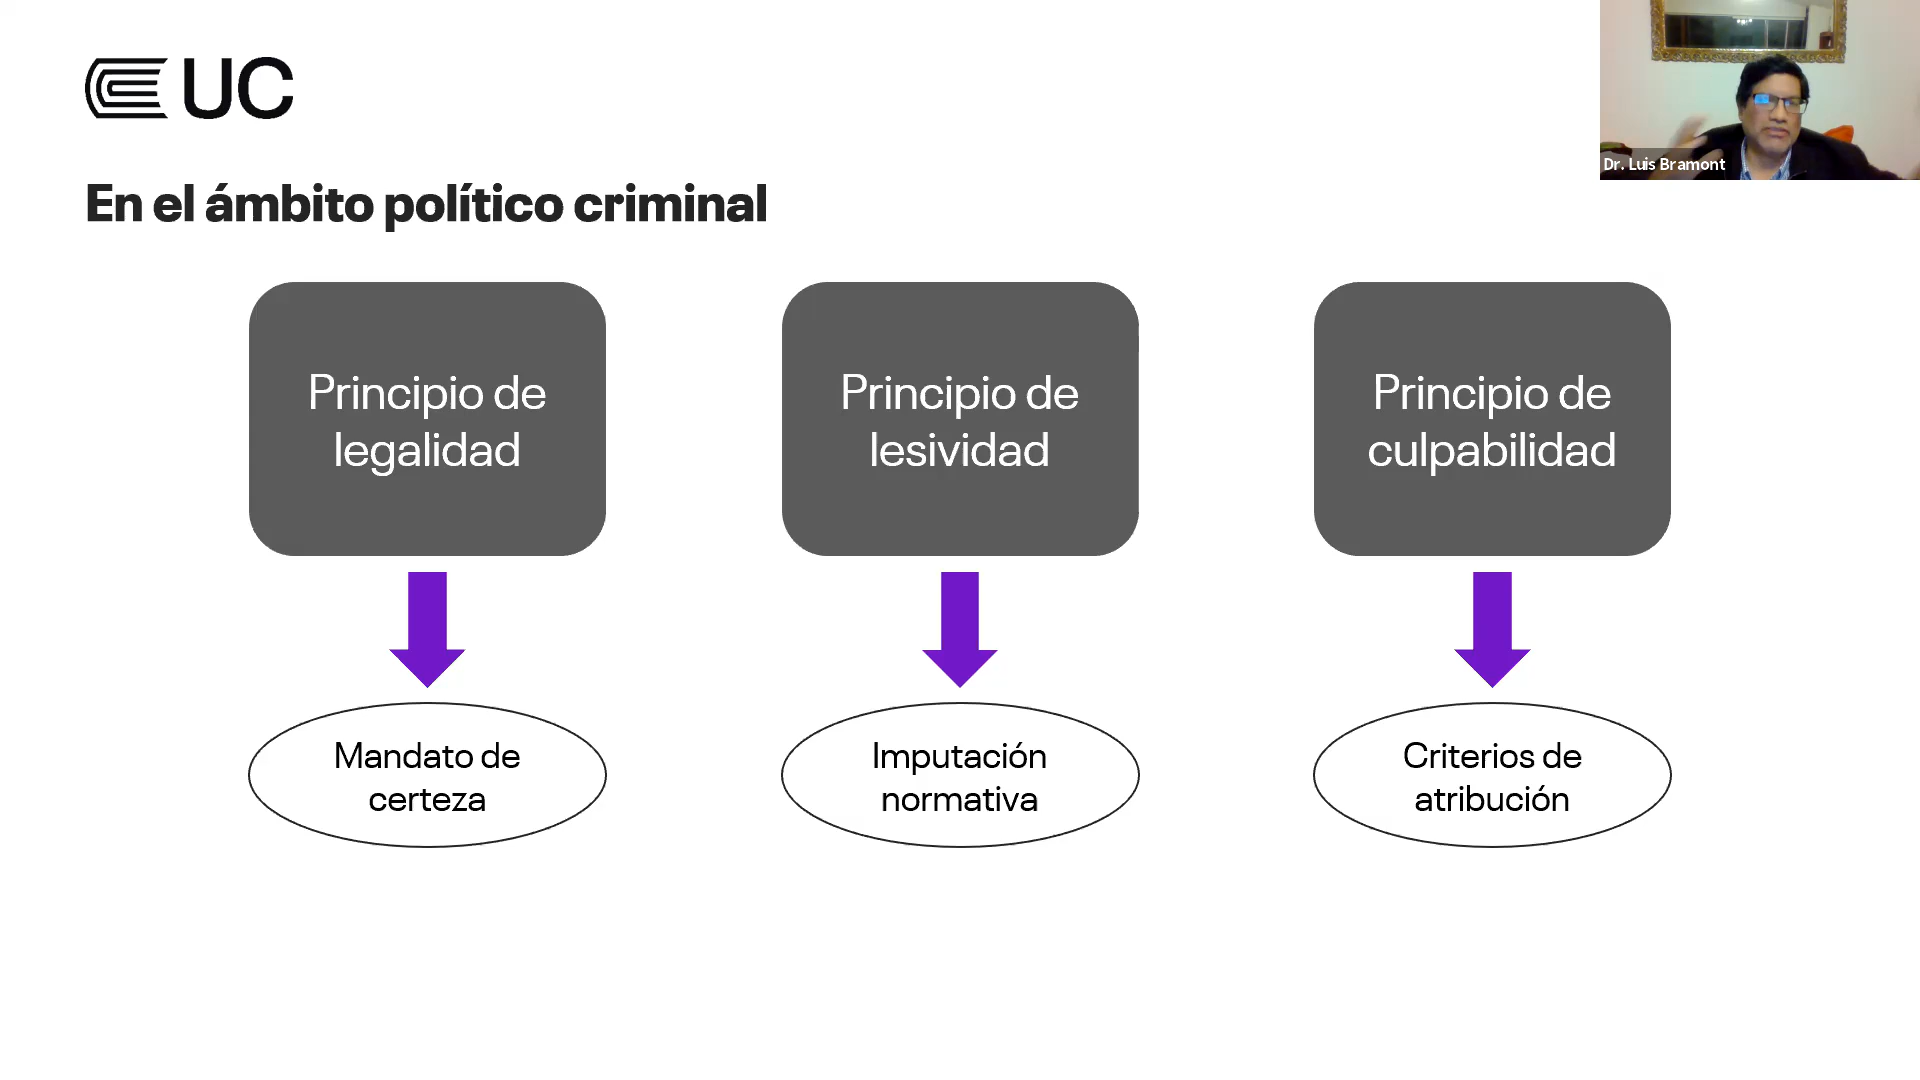 UC
Dr. Luis Bramont
En el ámbito político criminal
Principio de
legalidad
Principio de
lesividad
Principio de
culpabilidad
Mandato de
certeza
Imputación
normativa
Criterios de
atribución